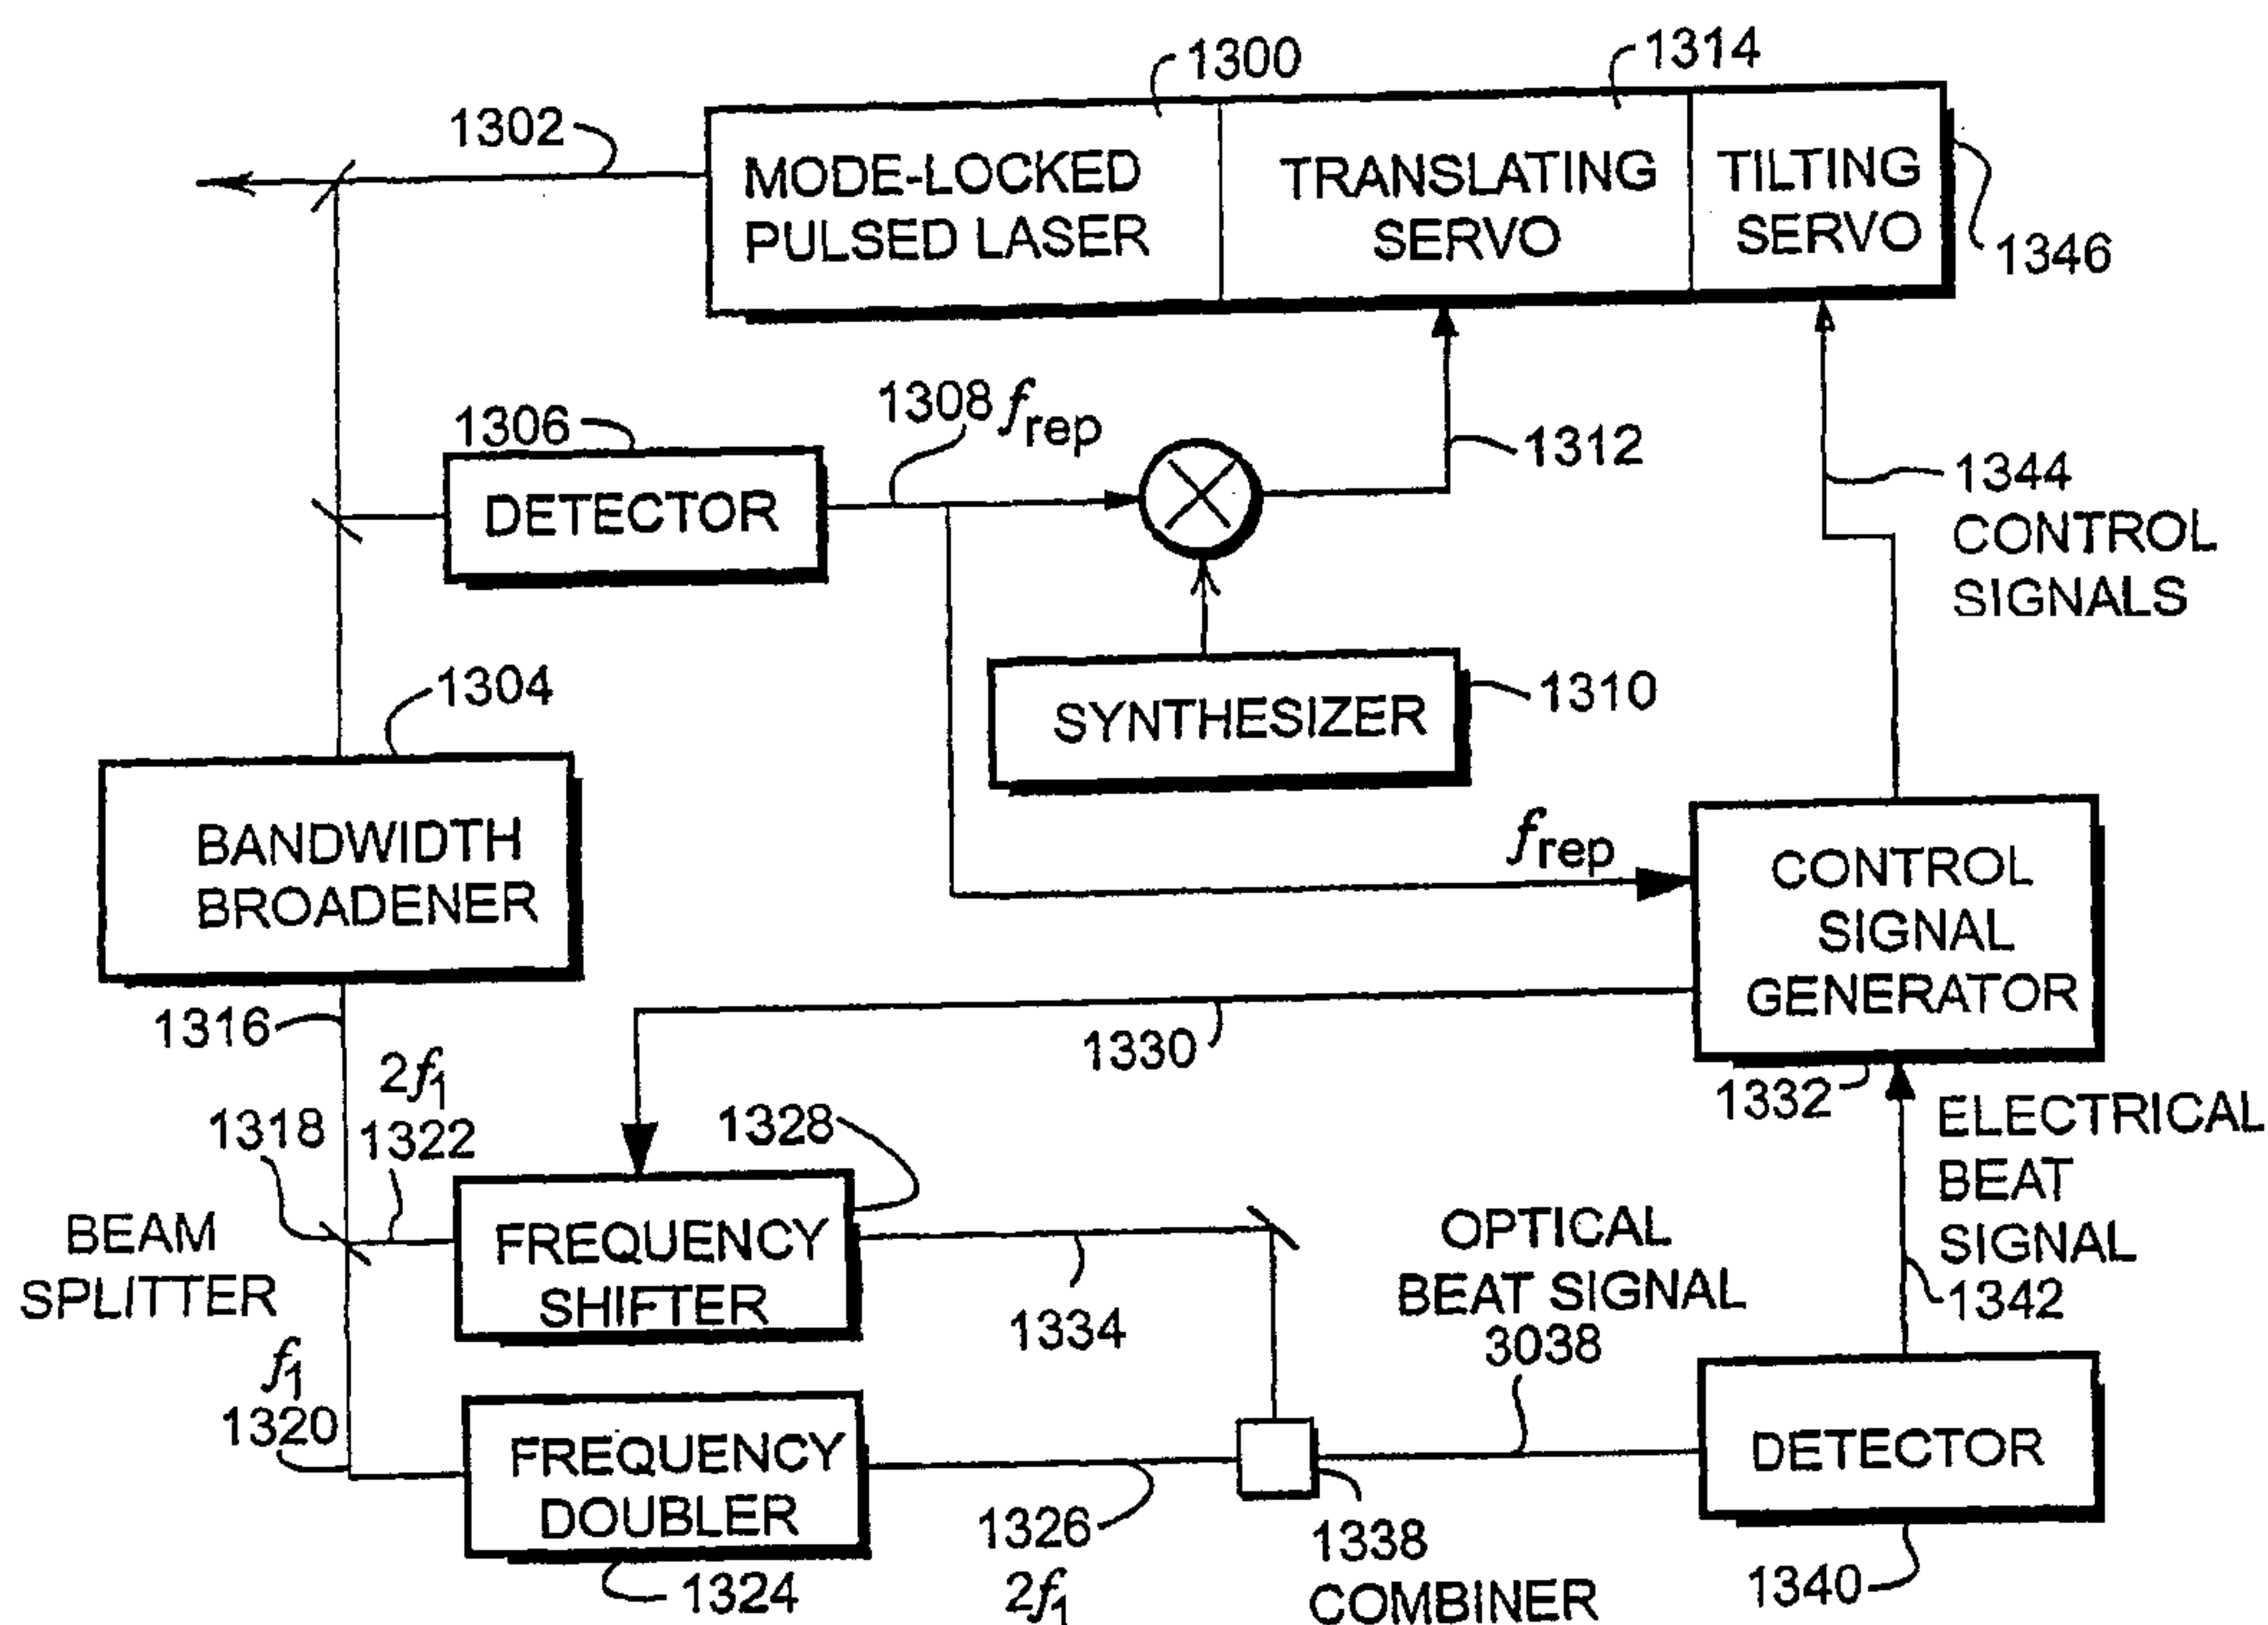 1300
1314
1302
MODE-LOCKED
PULSED LASER
TRANSLATING
SERVO
TILTING
SERVO
1346
1306
1308 frep
DETECTOR
1312
1344
CONTROL
SIGNALS
1304
SYNTHESIZER
1310
BANDWIDTH
BROADENER
frep
CONTROL
SIGNAL
GENERATOR
1316
1330
1332
2f1
1318
1322
1328
ELECTRICAL
BEAT
SIGNAL
1342
BEAM
SPLITTER
FREQUENCY
SHIFTER
1334
OPTICAL
BEAT SIGNAL
3038
f1
1320
FREQUENCY
DOUBLER
1324
1326
2f1
1338
COMBINER
DETECTOR
1340